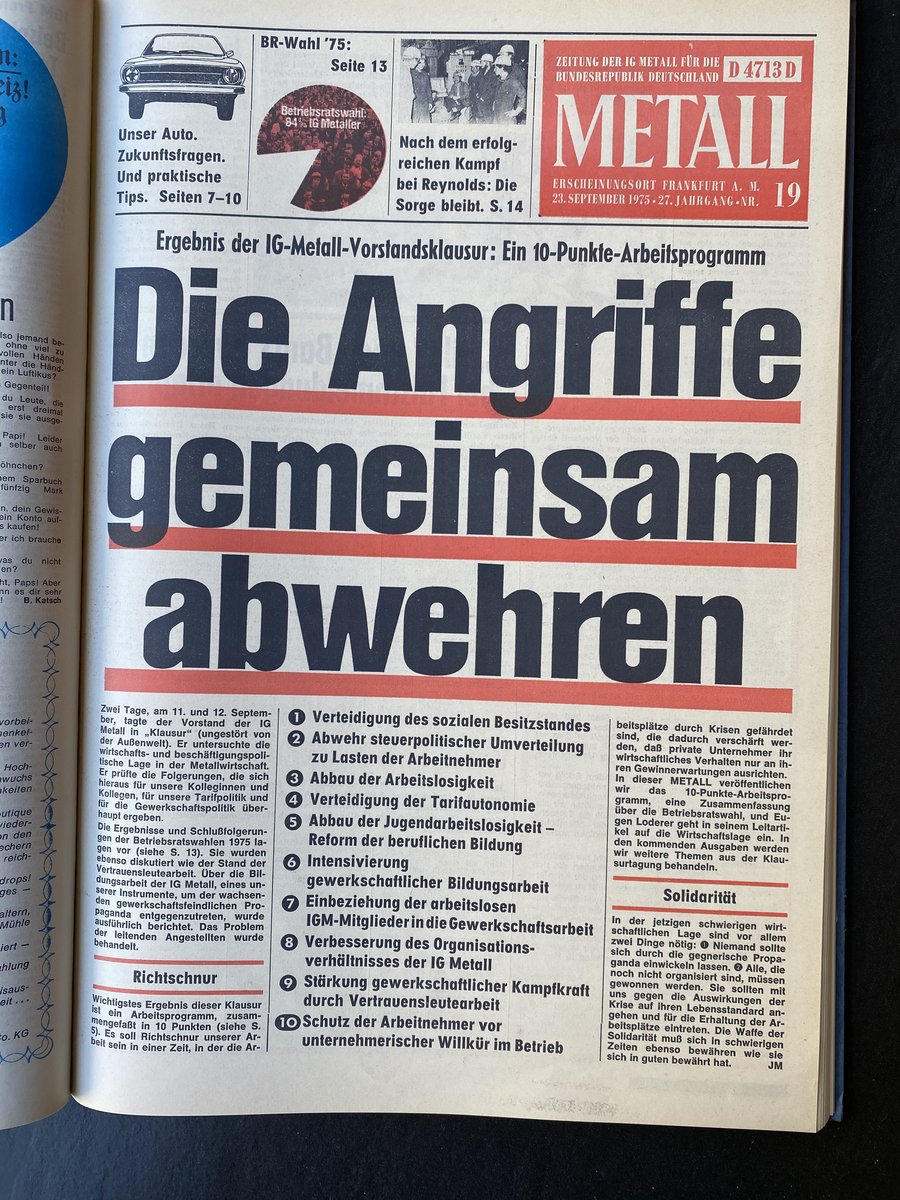 BR-Wahl '75:
Seite 13
Betriebsratswahl:
84% IG Metaller
Unser Auto.
Zukunftsfragen.
Und praktische
Tips. Seiten 7–10
Nach dem erfolg-
reichen Kampf
bei Reynolds: Die
Sorge bleibt. S. 14
ZEITUNG DER IG METALL FÜR DIE
BUNDESREPUBLIK DEUTSCHLAND
D 4713 D
METALL
ERSCHEINUNGSORT FRANKFURT A. M.
23. SEPTEMBER 1975 • 27. JAHRGANG • NR. 19
Ergebnis der IG-Metall-Vorstandsklausur: Ein 10-Punkte-Arbeitsprogramm
Die Angriffe
gemeinsam
abwehren
Zwei Tage, am 11. und 12. Septem-
ber, tagte der Vorstand der IG
Metall in „Klausur“ (ungestört von
der Außenwelt). Er untersuchte die
wirtschafts- und beschäftigungspoli-
tische Lage in der Metallwirtschaft.
Er prüfte die Folgerungen, die sich
hieraus für unsere Kolleginnen und
Kollegen, für unsere Tarifpolitik und
für die Gewerkschaftspolitik über-
haupt ergeben.
Die Ergebnisse und Schlußfolgerun-
gen der Betriebsratswahlen 1975 la-
gen vor (siehe S. 13). Sie wurden
ebenso diskutiert wie der Stand der
Vertrauensleutearbeit. Über die Bil-
dungsarbeit der IG Metall, eines un-
serer Instrumente, um der wachsen-
den gewerkschaftsfeindlichen Pro-
paganda entgegenzutreten, wurde
ausführlich berichtet. Das Problem
der leitenden Angestellten wurde
behandelt.
Richtschnur
Wichtigstes Ergebnis dieser Klausur
ist ein Arbeitsprogramm, zusam-
mengefaßt in 10 Punkten (siehe S.
5). Es soll Richtschnur unserer Ar-
beit sein in einer Zeit, in der die Ar-
1 Verteidigung des sozialen Besitzstandes
2 Abwehr steuerpolitischer Umverteilung
zu Lasten der Arbeitnehmer
3 Abbau der Arbeitslosigkeit
4 Verteidigung der Tarifautonomie
5 Abbau der Jugendarbeitslosigkeit –
Reform der beruflichen Bildung
6 Intensivierung
gewerkschaftlicher Bildungsarbeit
7 Einbeziehung der arbeitslosen
IGM-Mitglieder in die Gewerkschaftsarbeit
8 Verbesserung des Organisations-
verhältnisses der IG Metall
9 Stärkung gewerkschaftlicher Kampfkraft
durch Vertrauensleutearbeit
10 Schutz der Arbeitnehmer vor
unternehmerischer Willkür im Betrieb
beitsplätze durch Krisen gefährdet
sind, die dadurch verschärft wer-
den, daß private Unternehmer ihr
wirtschaftliches Verhalten nur an ih-
ren Gewinnerwartungen ausrichten.
In dieser METALL veröffentlichen
wir das 10-Punkte-Arbeitspro-
gramm, eine Zusammenfassung
über die Betriebsratswahl, und Eu-
gen Loderer geht in seinem Leitarti-
kel auf die Wirtschaftslage ein. In
den kommenden Ausgaben werden
wir weitere Themen aus der Klau-
surtagung behandeln.
Solidarität
In der jetzigen schwierigen wirt-
schaftlichen Lage sind vor allem
zwei Dinge nötig: 1 Niemand sollte
sich durch die gegnerische Propa-
ganda einwickeln lassen. 2 Alle, die
noch nicht organisiert sind, müssen
gewonnen werden. Sie sollten mit
uns gegen die Auswirkungen der
Krise auf ihren Lebensstandard an-
gehen und für die Erhaltung der Ar-
beitsplätze eintreten. Die Waffe der
Solidarität muß sich in schwierigen
Zeiten ebenso bewähren wie sie
sich in guten bewährt hat. JM